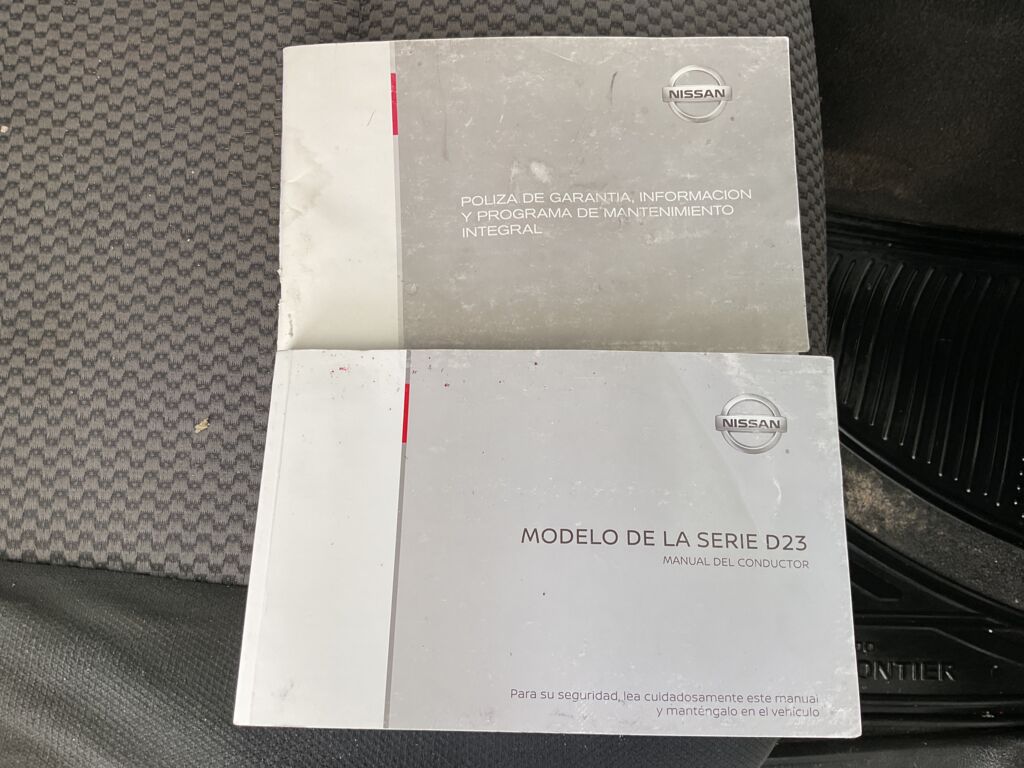 NISSAN
POLIZA DE GARANTIA, INFORMACION
Y PROGRAMA DE MANTENIMIENTO
INTEGRAL
NISSAN
MODELO DE LA SERIE D23
MANUAL DEL CONDUCTOR
Para su seguridad, lea cuidadosamente este manual
y manténgalo en el vehículo